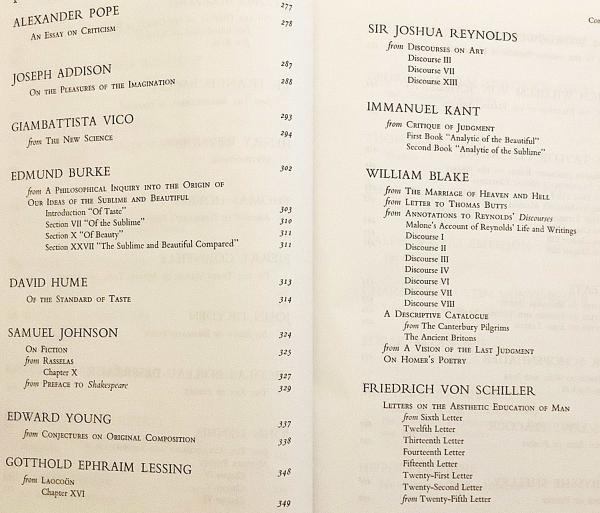 ALEXANDER POPE 277
AN ESSAY ON CRITICISM 278
JOSEPH ADDISON 287
ON THE PLEASURES OF THE IMAGINATION 288
GIAMBATTISTA VICO 293
from THE NEW SCIENCE 294
EDMUND BURKE 302
from A PHILOSOPHICAL INQUIRY INTO THE ORIGIN OF
OUR IDEAS OF THE SUBLIME AND BEAUTIFUL
Introduction "Of Taste" 303
Section VII "Of the Sublime" 310
Section X "Of Beauty" 311
Section XXVII "The Sublime and Beautiful Compared" 311
DAVID HUME 313
OF THE STANDARD OF TASTE 314
SAMUEL JOHNSON 324
ON FICTION 325
from RASSELAS
Chapter X 327
from PREFACE TO Shakespeare 329
EDWARD YOUNG 337
from CONJECTURES ON ORIGINAL COMPOSITION 338
GOTTHOLD EPHRAIM LESSING 348
from LAOCOÖN
Chapter XVI 349
SIR JOSHUA REYNOLDS
from DISCOURSES ON ART
Discourse III
Discourse VII
Discourse XIII
IMMANUEL KANT
from CRITIQUE OF JUDGMENT
First Book "Analytic of the Beautiful"
Second Book "Analytic of the Sublime"
WILLIAM BLAKE
from THE MARRIAGE OF HEAVEN AND HELL
from LETTER TO THOMAS BUTTS
from ANNOTATIONS TO REYNOLDS' Discourses
Malone's Account of Reynolds' Life and Writings
Discourse I
Discourse II
Discourse III
Discourse IV
Discourse VI
Discourse VII
Discourse VIII
A DESCRIPTIVE CATALOGUE
from The Canterbury Pilgrims
The Ancient Britons
from A VISION OF THE LAST JUDGMENT
ON HOMER'S POETRY
FRIEDRICH VON SCHILLER
LETTERS ON THE AESTHETIC EDUCATION OF MAN
from Sixth Letter
Twelfth Letter
Thirteenth Letter
Fourteenth Letter
Fifteenth Letter
Twenty-First Letter
Twenty-Second Letter
from Twenty-Fifth Letter